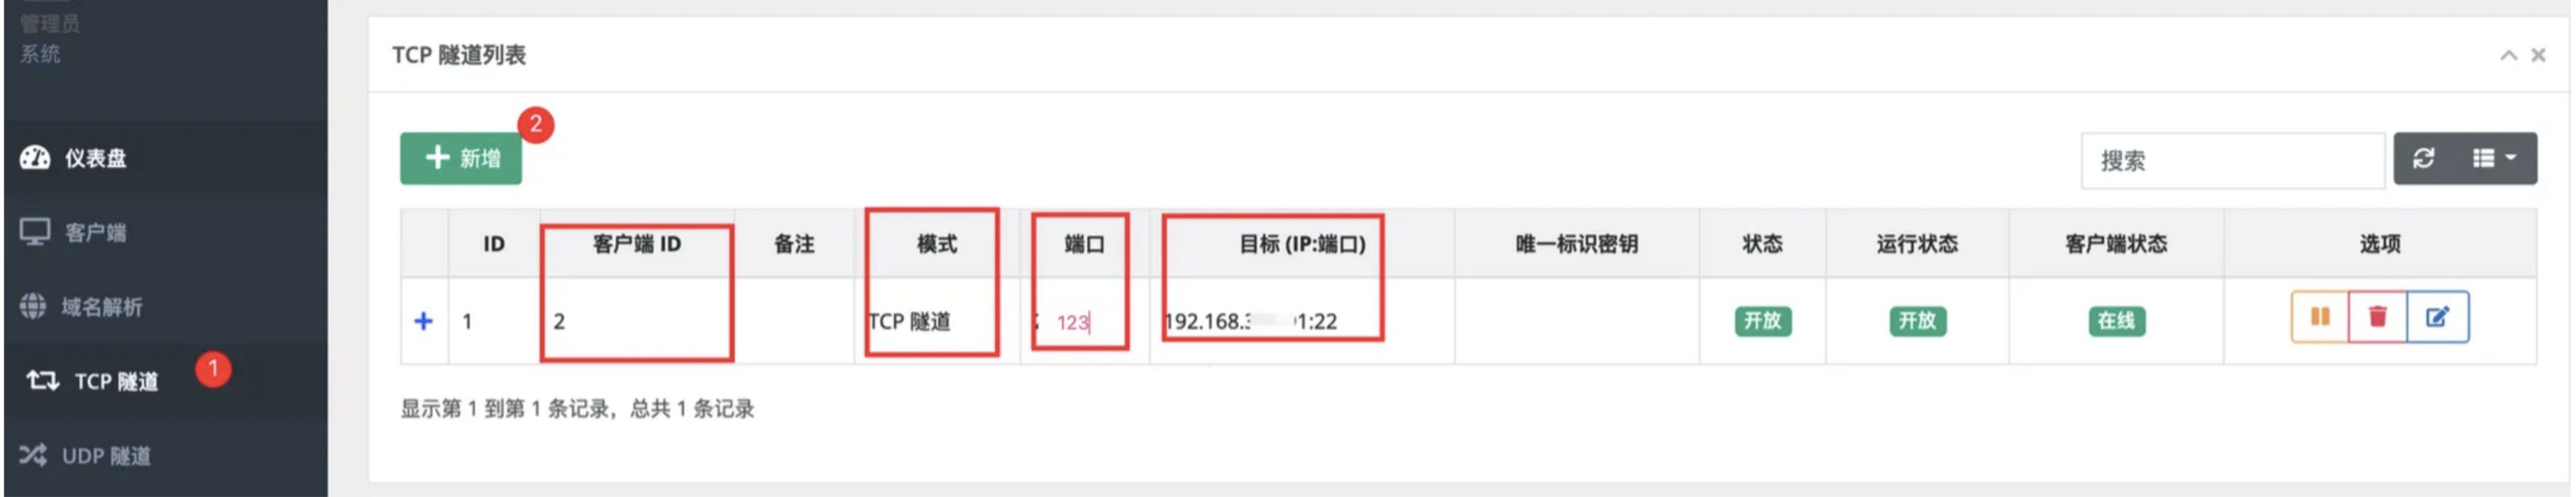 管理员
系统
仪表盘
客户端
域名解析
TCP 隧道 1
UDP 隧道
TCP 隧道列表
新增 2
搜索
ID 客户端 ID 备注 模式 端口 目标 (IP:端口) 唯一标识密钥 状态 运行状态 客户端状态 选项
1 2 TCP 隧道 123 192.168. 1:22 开放 开放 在线
显示第 1 到第 1 条记录，总共 1 条记录